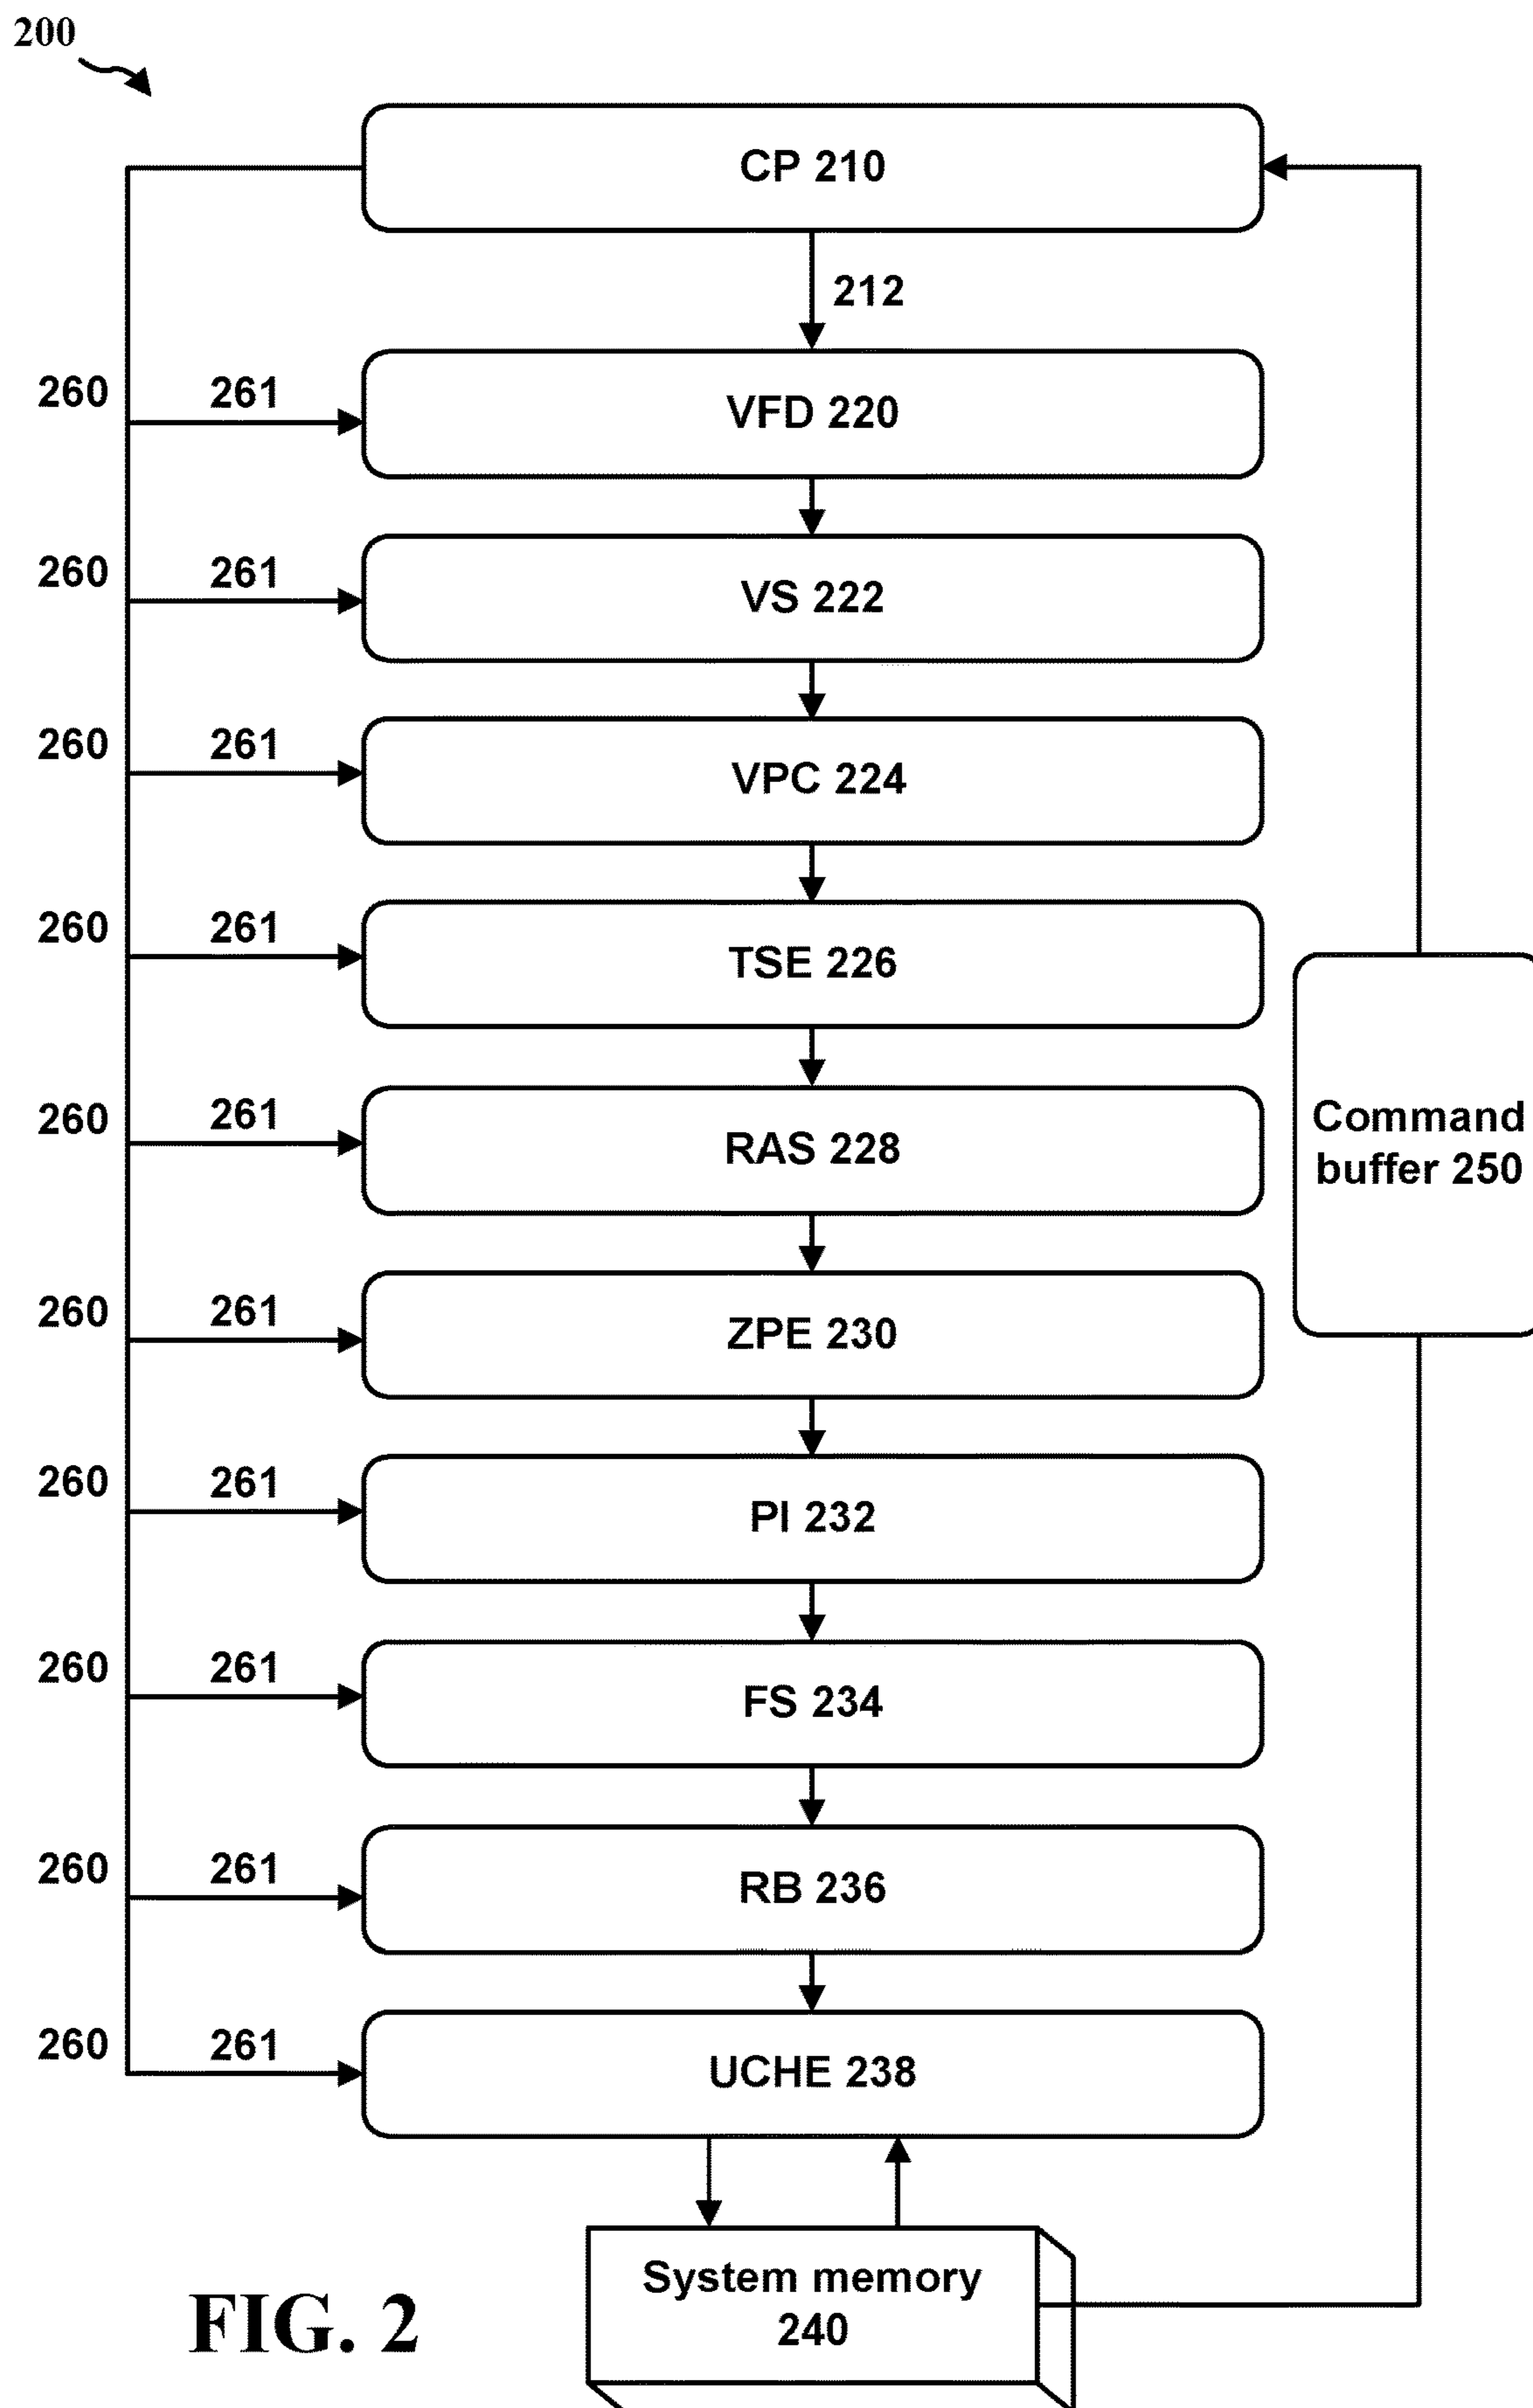 200
CP 210
212
260
261
VFD 220
260
261
VS 222
260
261
VPC 224
260
261
TSE 226
260
261
RAS 228
Command
buffer 250
260
261
ZPE 230
260
261
PI 232
260
261
FS 234
260
261
RB 236
260
261
UCHE 238
System memory
240
FIG. 2